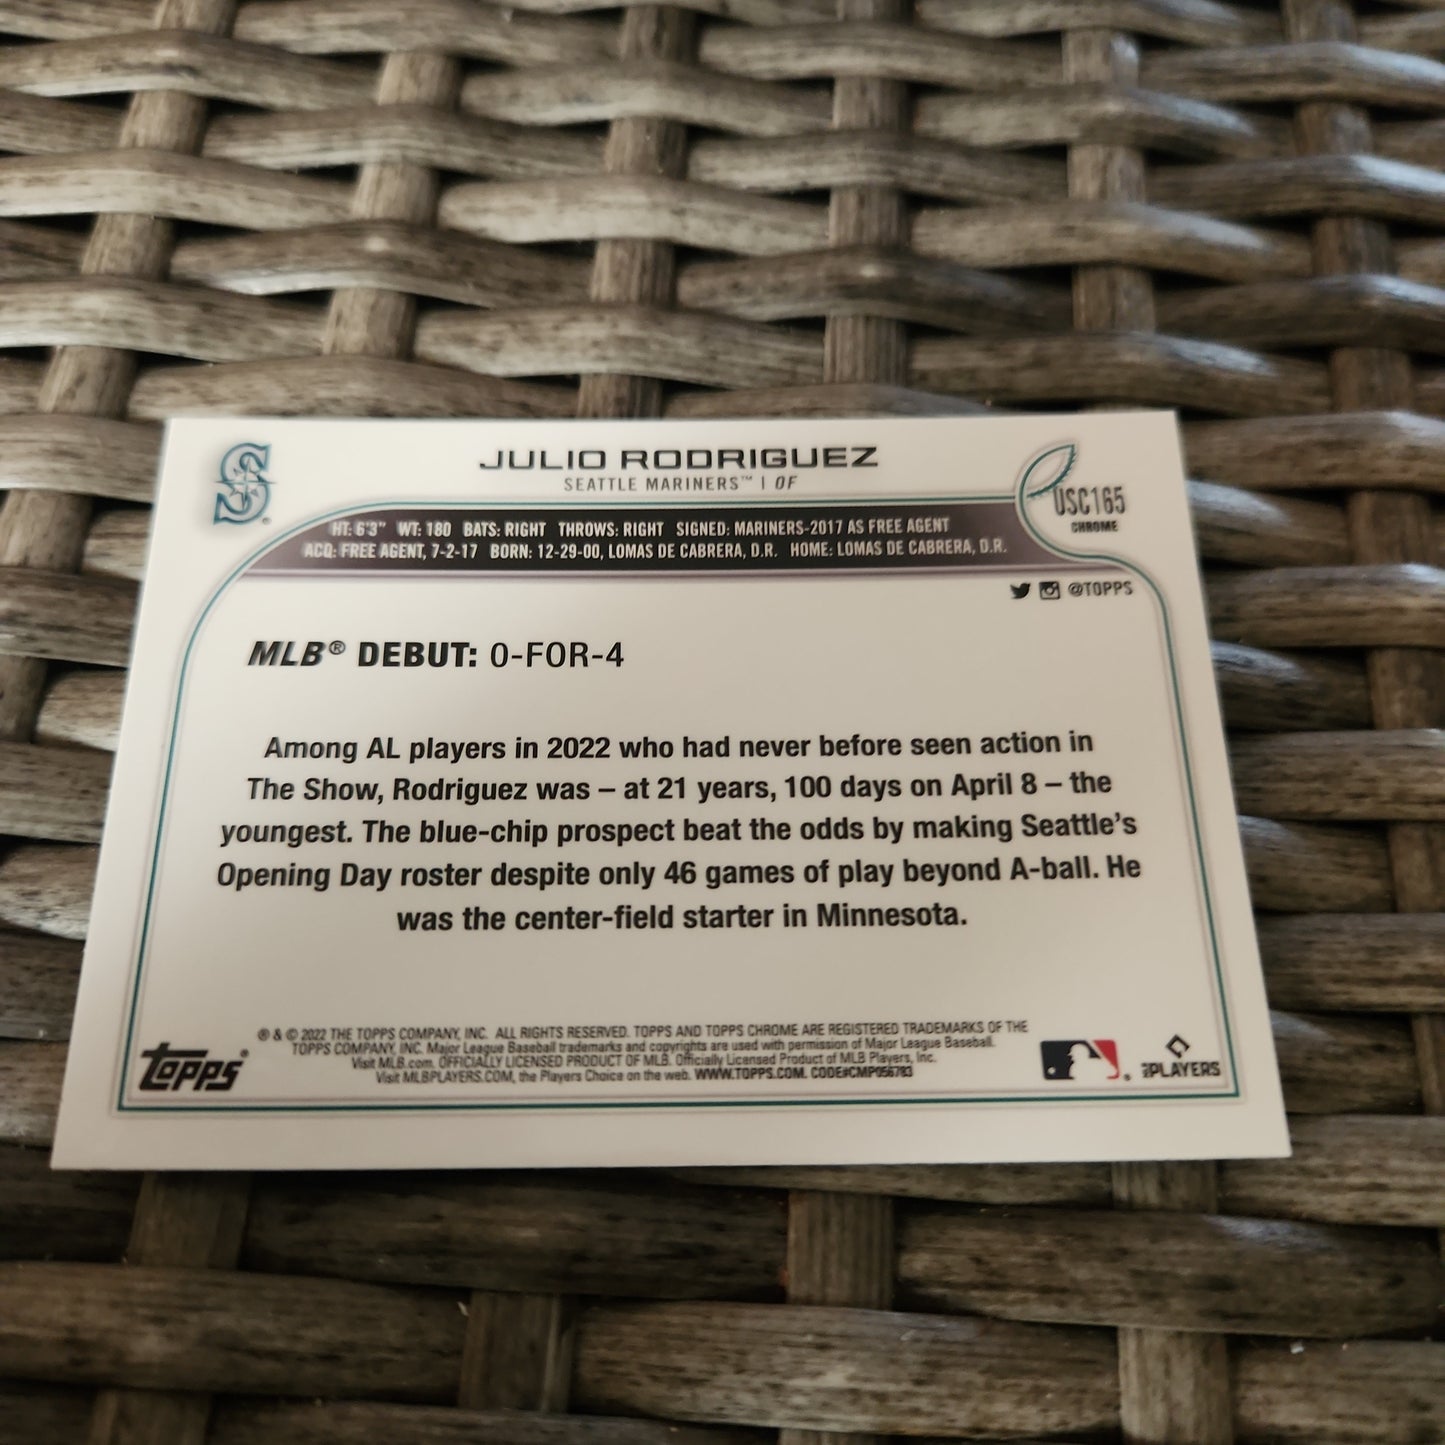 S
JULIO RODRIGUEZ
SEATTLE MARINERS™ | OF
USC165
CHROME
HT: 6'3" WT: 180 BATS: RIGHT THROWS: RIGHT SIGNED: MARINERS-2017 AS FREE AGENT
ACQ: FREE AGENT, 7-2-17 BORN: 12-29-00, LOMAS DE CABRERA, D.R. HOME: LOMAS DE CABRERA, D.R.
@TOPPS
MLB® DEBUT: 0-FOR-4
Among AL players in 2022 who had never before seen action in
The Show, Rodriguez was – at 21 years, 100 days on April 8 – the
youngest. The blue-chip prospect beat the odds by making Seattle's
Opening Day roster despite only 46 games of play beyond A-ball. He
was the center-field starter in Minnesota.
® & © 2022 THE TOPPS COMPANY, INC. ALL RIGHTS RESERVED. TOPPS AND TOPPS CHROME ARE REGISTERED TRADEMARKS OF THE
TOPPS COMPANY, INC. Major League Baseball trademarks and copyrights are used with permission of Major League Baseball.
Visit MLB.com. OFFICIALLY LICENSED PRODUCT OF MLB. Officially Licensed Product of MLB Players, Inc.
Visit MLBPLAYERS.COM, the Players Choice on the web. WWW.TOPPS.COM. CODE#CMP056783
Topps®
PLAYERS